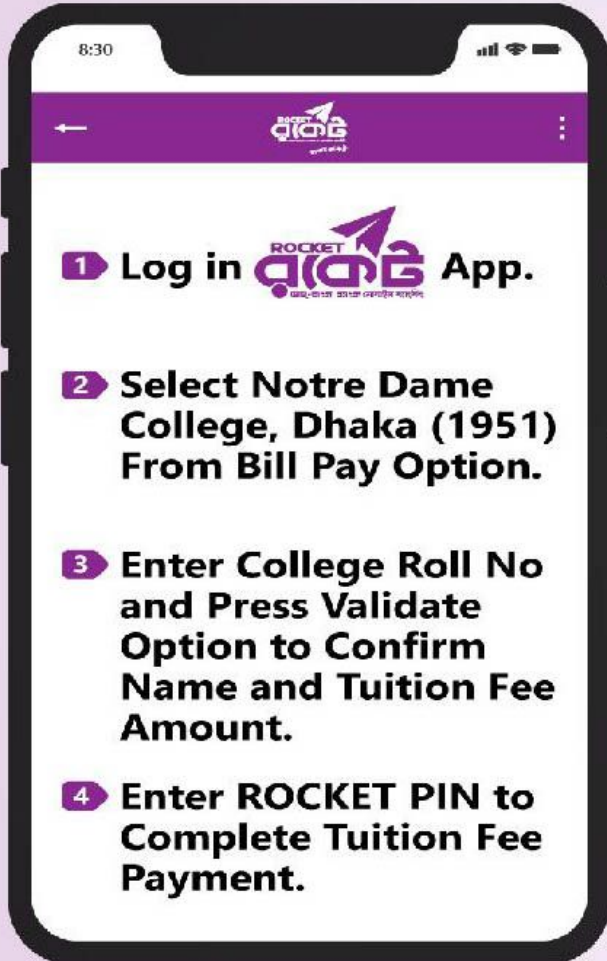 8:30
ROCKET
রকেট
1 Log in ROCKET রকেট App.
2 Select Notre Dame
College, Dhaka (1951)
From Bill Pay Option.
3 Enter College Roll No
and Press Validate
Option to Confirm
Name and Tuition Fee
Amount.
4 Enter ROCKET PIN to
Complete Tuition Fee
Payment.